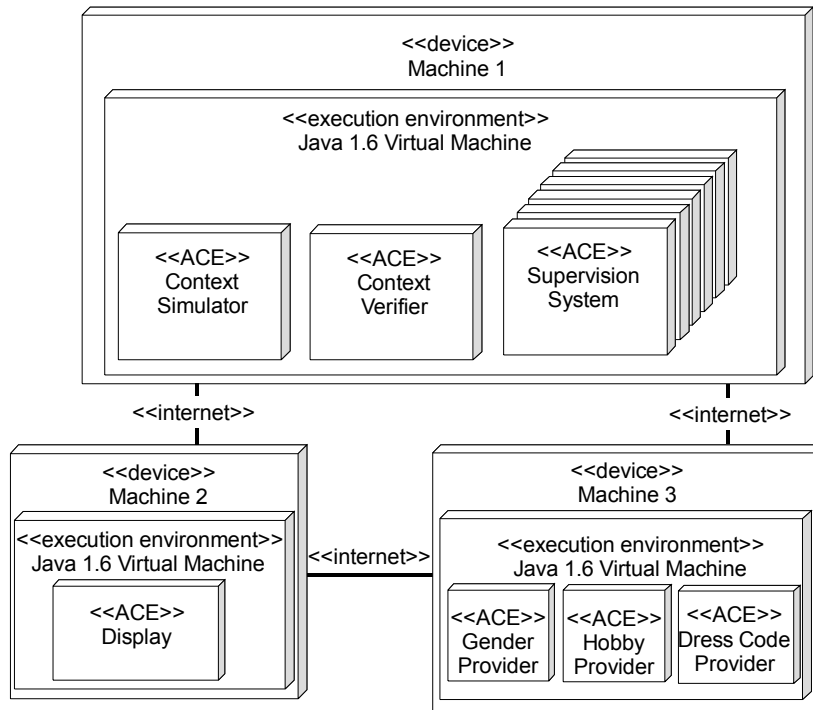 <<device>>
Machine 1
<<execution environment>>
Java 1.6 Virtual Machine
<<ACE>>
Context
Simulator
<<ACE>>
Context
Verifier
<<ACE>>
Supervision
System
<<internet>>
<<internet>>
<<device>>
Machine 2
<<execution environment>>
Java 1.6 Virtual Machine
<<ACE>>
Display
<<internet>>
<<device>>
Machine 3
<<execution environment>>
Java 1.6 Virtual Machine
<<ACE>>
Gender
Provider
<<ACE>>
Hobby
Provider
<<ACE>>
Dress Code
Provider